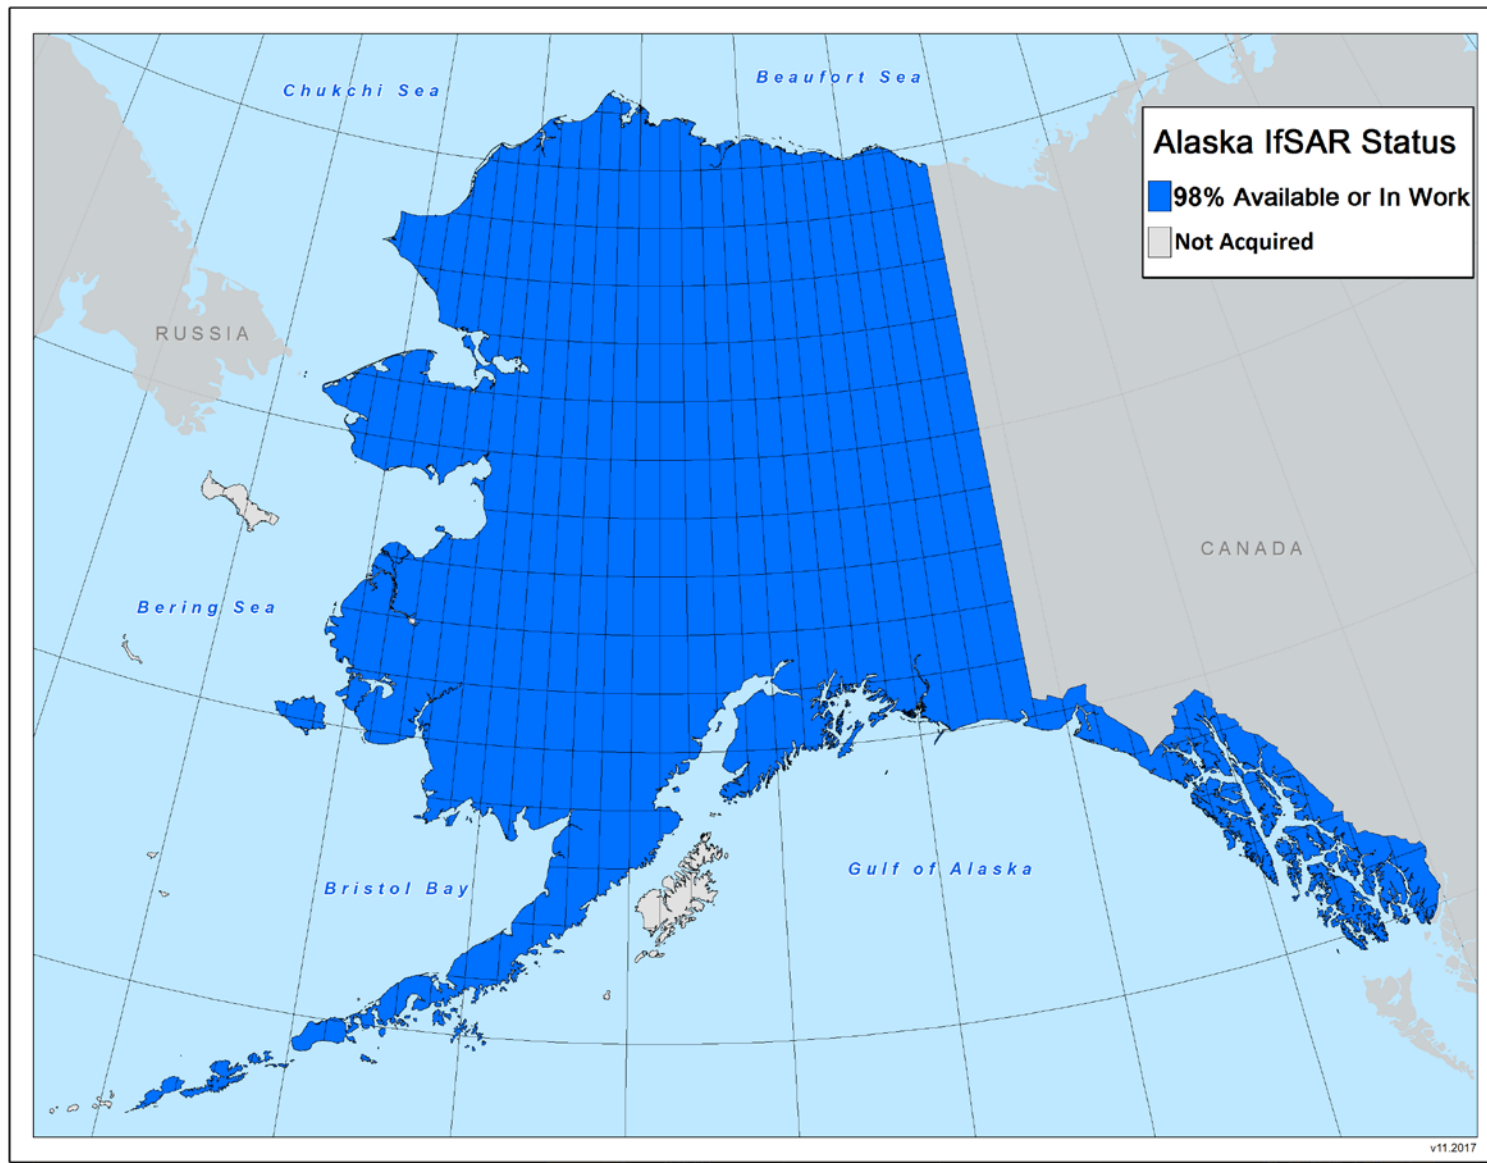 Chukchi Sea
Beaufort Sea
Alaska IfSAR Status
98% Available or In Work
Not Acquired
RUSSIA
CANADA
Bering Sea
Bristol Bay
Gulf of Alaska
v11.2017